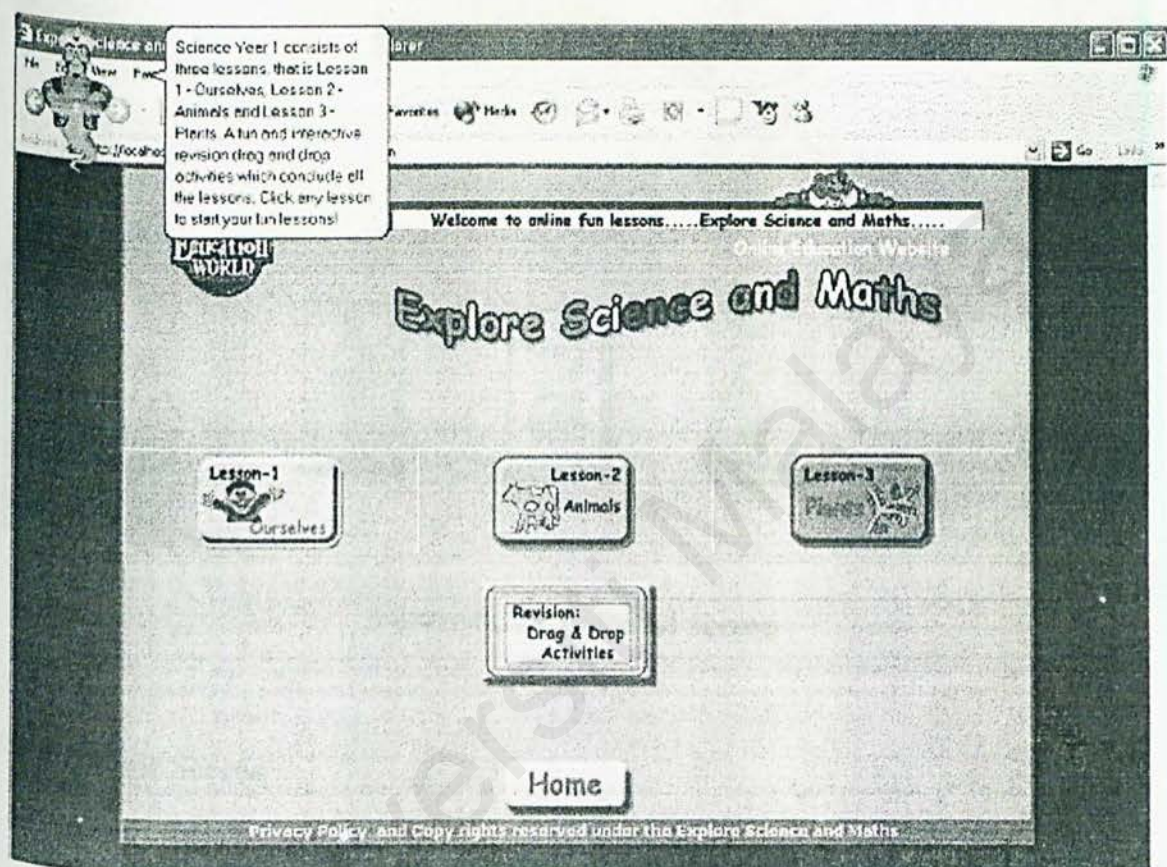 Science Year 1 consists of
three lessons, that is Lesson
1 - Ourselves, Lesson 2 -
Animals and Lesson 3 -
Plants. A fun and interactive
revision drag and drop
activities which conclude all
the lessons. Click any lesson
to start your fun lessons!
Favorites Media
Go
Welcome to online fun lessons.....Explore Science and Maths.....
Online Education Website
Education
WORLD
Explore Science and Maths
Lesson-1
Ourselves
Lesson-2
Animals
Lesson-3
Plants
Revision:
Drag & Drop
Activities
Home
Privacy Policy and Copy rights reserved under the Explore Science and Maths